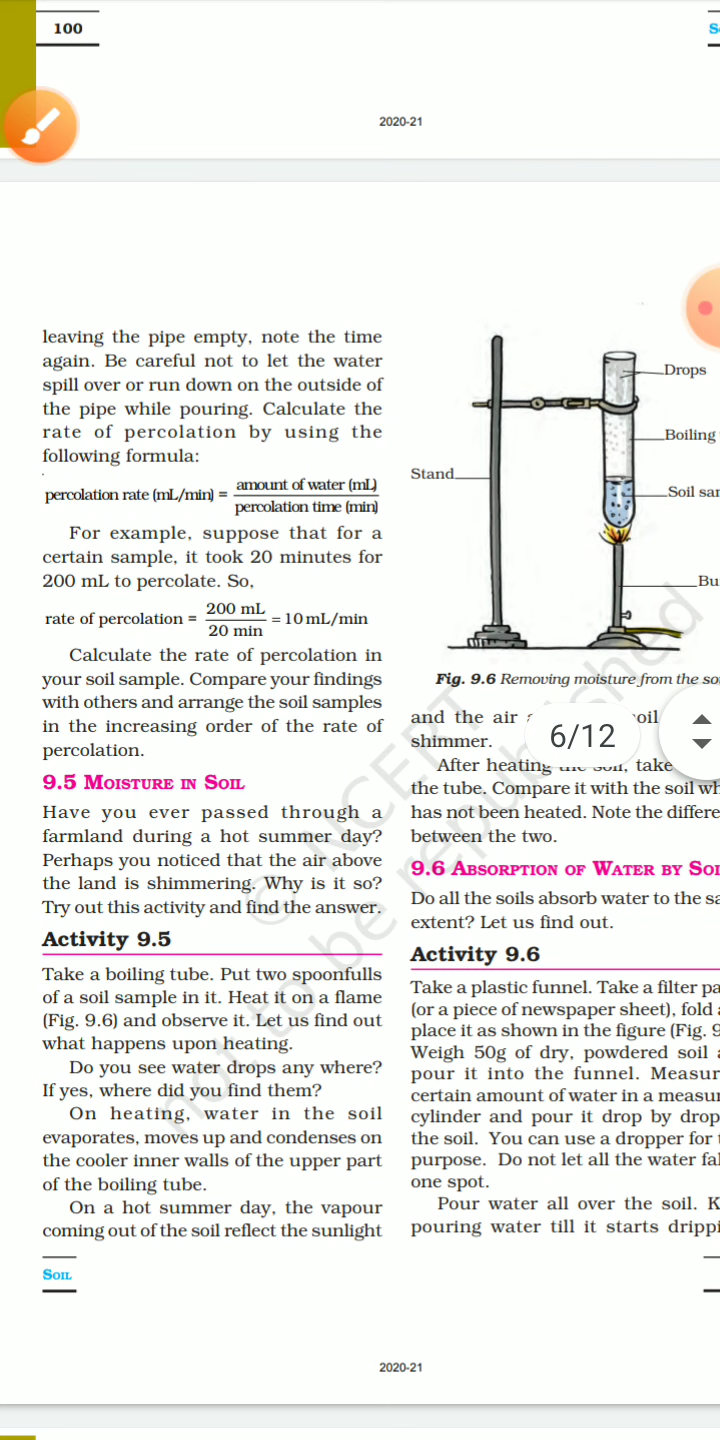 100
S
2020-21
leaving the pipe empty, note the time
again. Be careful not to let the water
spill over or run down on the outside of
the pipe while pouring. Calculate the
rate of percolation by using the
following formula:
percolation rate (mL/min) = amount of water (mL)
percolation time (min)
For example, suppose that for a
certain sample, it took 20 minutes for
200 mL to percolate. So,
rate of percolation = 200 mL
20 min
= 10 mL/min
Calculate the rate of percolation in
your soil sample. Compare your findings
with others and arrange the soil samples
in the increasing order of the rate of
percolation.
9.5 MOISTURE IN SOIL
Have you ever passed through a
farmland during a hot summer day?
Perhaps you noticed that the air above
the land is shimmering. Why is it so?
Try out this activity and find the answer.
Activity 9.5
Take a boiling tube. Put two spoonfulls
of a soil sample in it. Heat it on a flame
(Fig. 9.6) and observe it. Let us find out
what happens upon heating.
Do you see water drops any where?
If yes, where did you find them?
On heating, water in the soil
evaporates, moves up and condenses on
the cooler inner walls of the upper part
of the boiling tube.
On a hot summer day, the vapour
coming out of the soil reflect the sunlight
Drops
Boiling
Stand
Soil sa
Bu
Fig. 9.6 Removing moisture from the so
and the air oil
shimmer.
6/12
After heating the soil, take
the tube. Compare it with the soil wh
has not been heated. Note the differe
between the two.
9.6 ABSORPTION OF WATER BY SOI
Do all the soils absorb water to the sa
extent? Let us find out.
Activity 9.6
Take a plastic funnel. Take a filter pa
(or a piece of newspaper sheet), fold
place it as shown in the figure (Fig. 9
Weigh 50g of dry, powdered soil
pour it into the funnel. Measur
certain amount of water in a measu
cylinder and pour it drop by drop
the soil. You can use a dropper for
purpose. Do not let all the water fal
one spot.
Pour water all over the soil. K
pouring water till it starts drippi
© NCERT
not to be republished
SOIL
2020-21